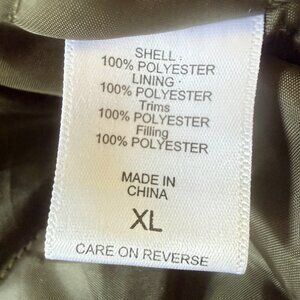 SHELL :
100% POLYESTER
LINING :
100% POLYESTER
Trims
100% POLYESTER
Filling
100% POLYESTER
MADE IN
CHINA
XL
CARE ON REVERSE